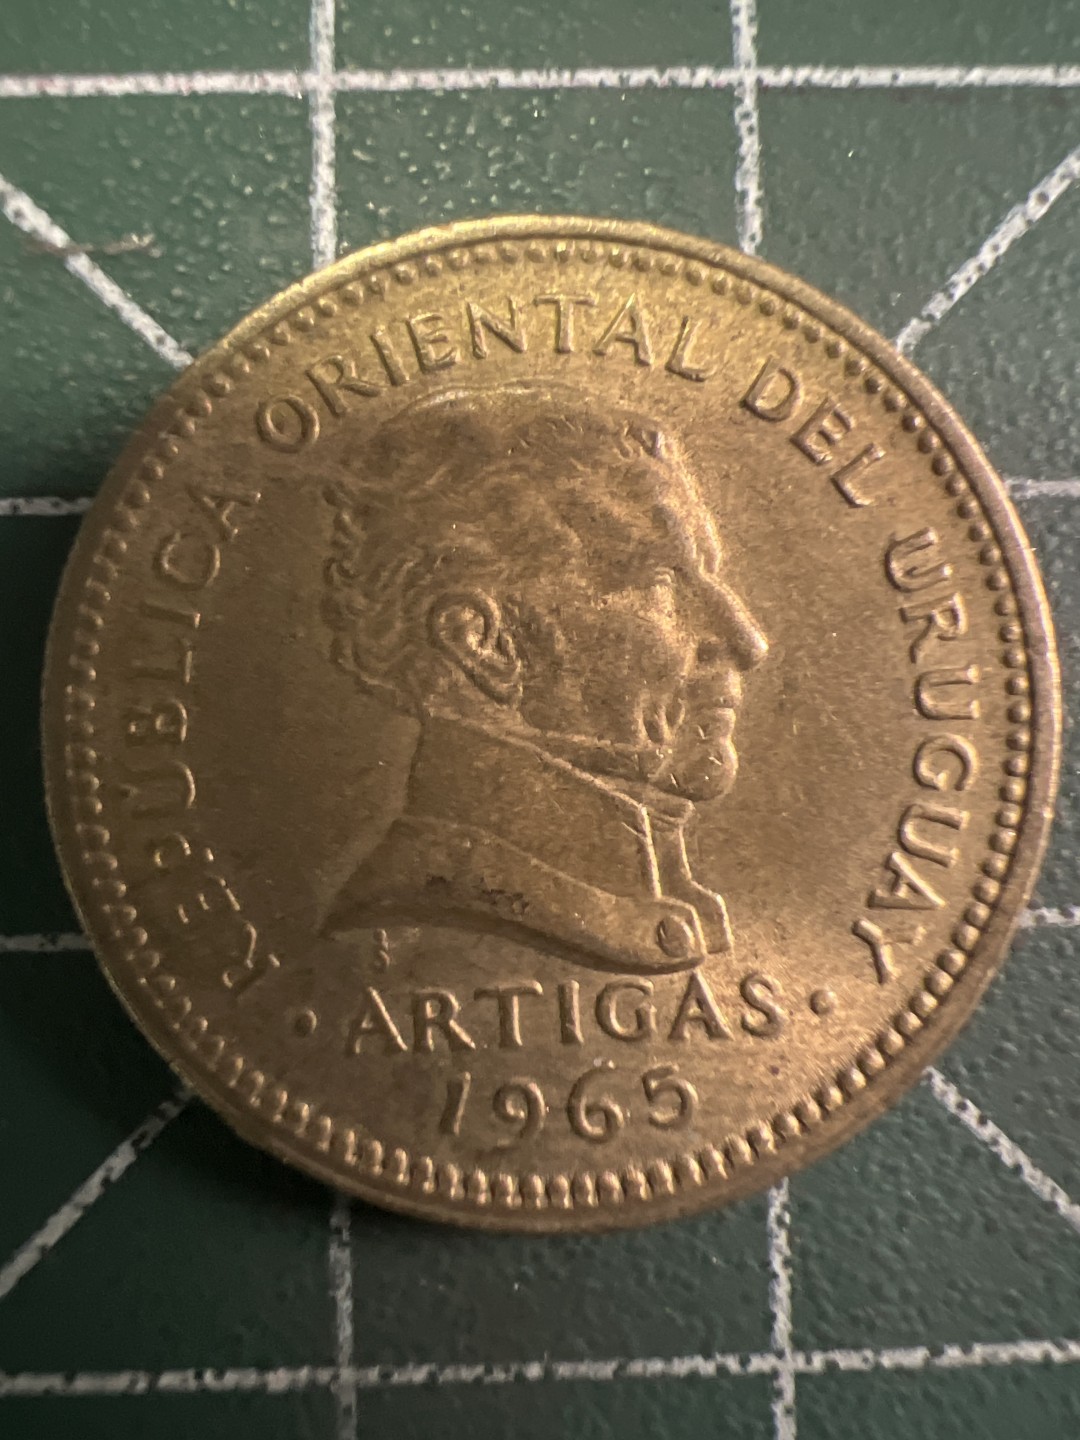 REPUBLICA ORIENTAL DEL URUGUAY
• ARTIGAS •
1965